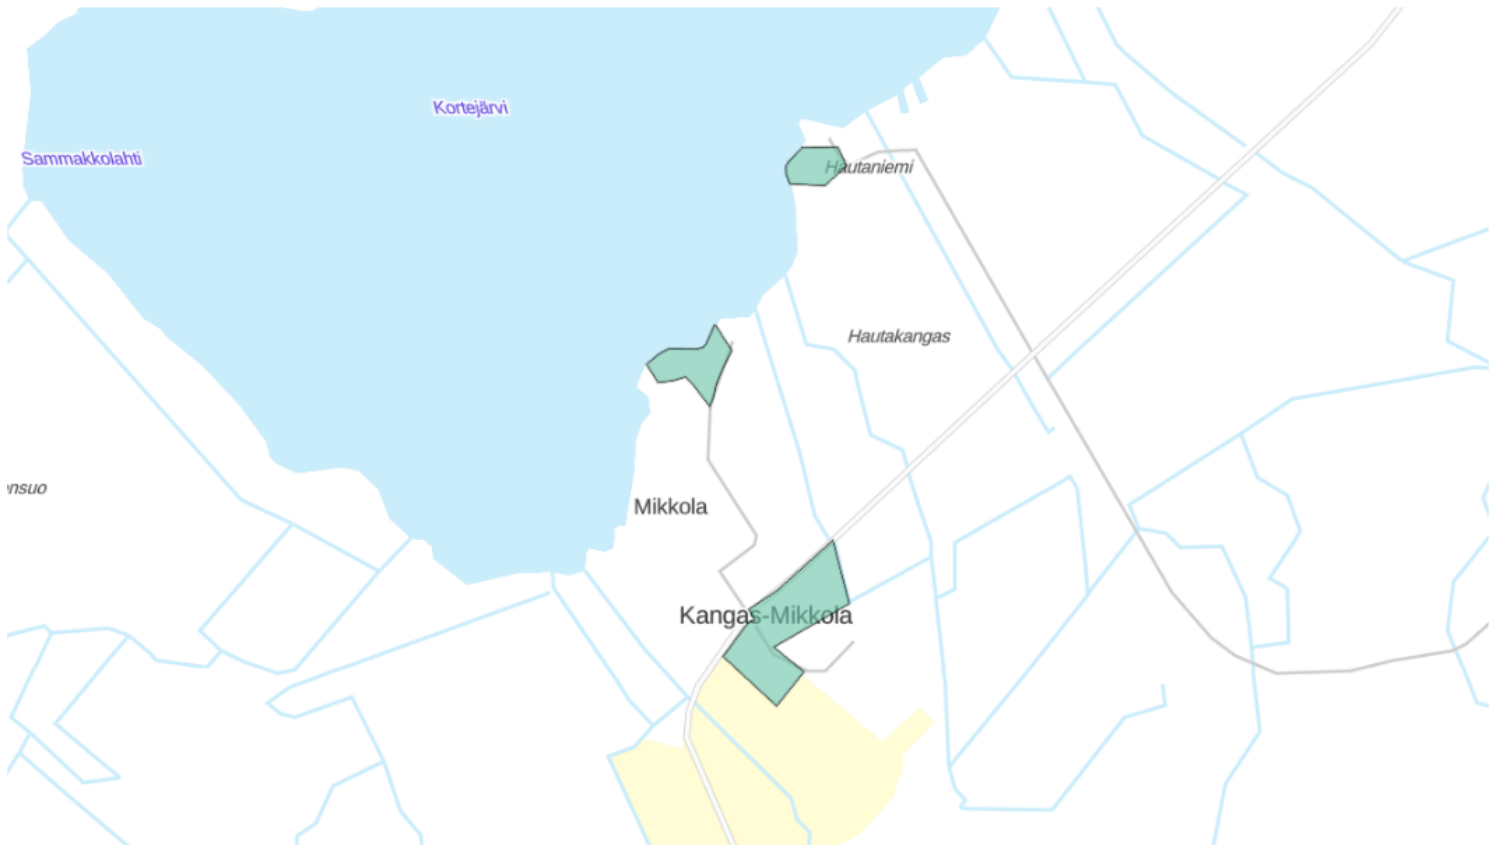 Kortejärvi
Sammakkolahti
Hautaniemi
Hautakangas
nsuo
Mikkola
Kangas-Mikkola